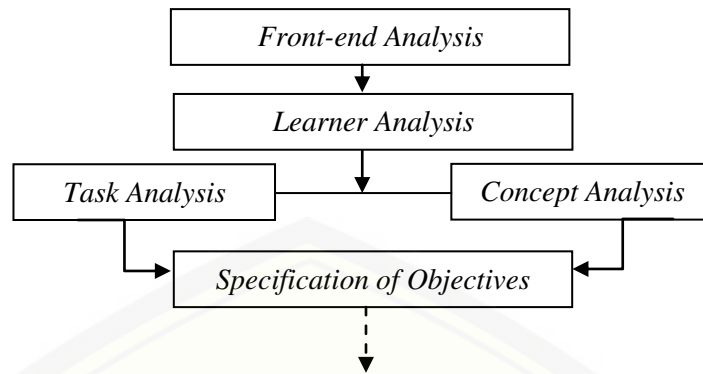 Front-end Analysis
Learner Analysis
Task Analysis
Concept Analysis
Specification of Objectives